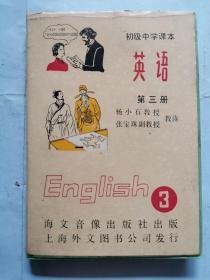 初级中学课本
英语
第三册
杨小石教授
张宝珠副教授
教读
English 3
海文音像出版社出版
上海外文图书公司发行